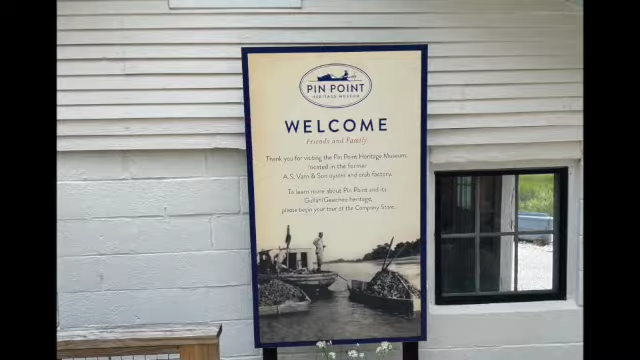 PIN POINT
HERITAGE MUSEUM
WELCOME
Friends and Family
Thank you for visiting the Pin Point Heritage Museum,
located in the former
A.S. Varn & Son oyster and crab factory.
To learn more about Pin Point and its
Gullah/Geechee heritage,
please begin your tour at the Company Store.